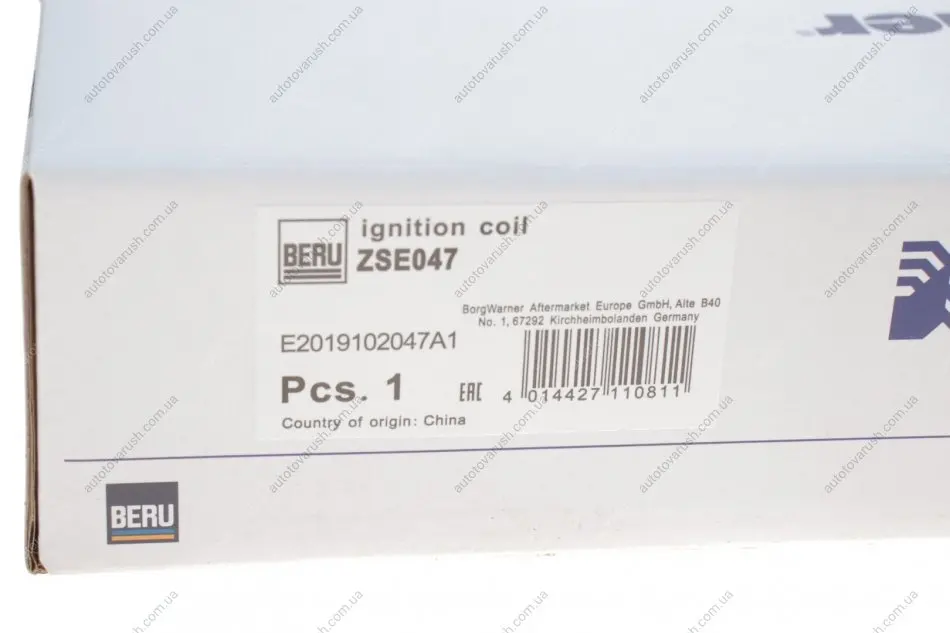 ignition coil
BERU
ZSE047
BorgWarner Aftermarket Europe GmbH, Alte B40
No. 1, 67292 Kirchheimbolanden Germany
E2019102047A1
Pcs. 1
EAC
4 014427 110811
Country of origin: China
BERU
autotovarush.com.ua